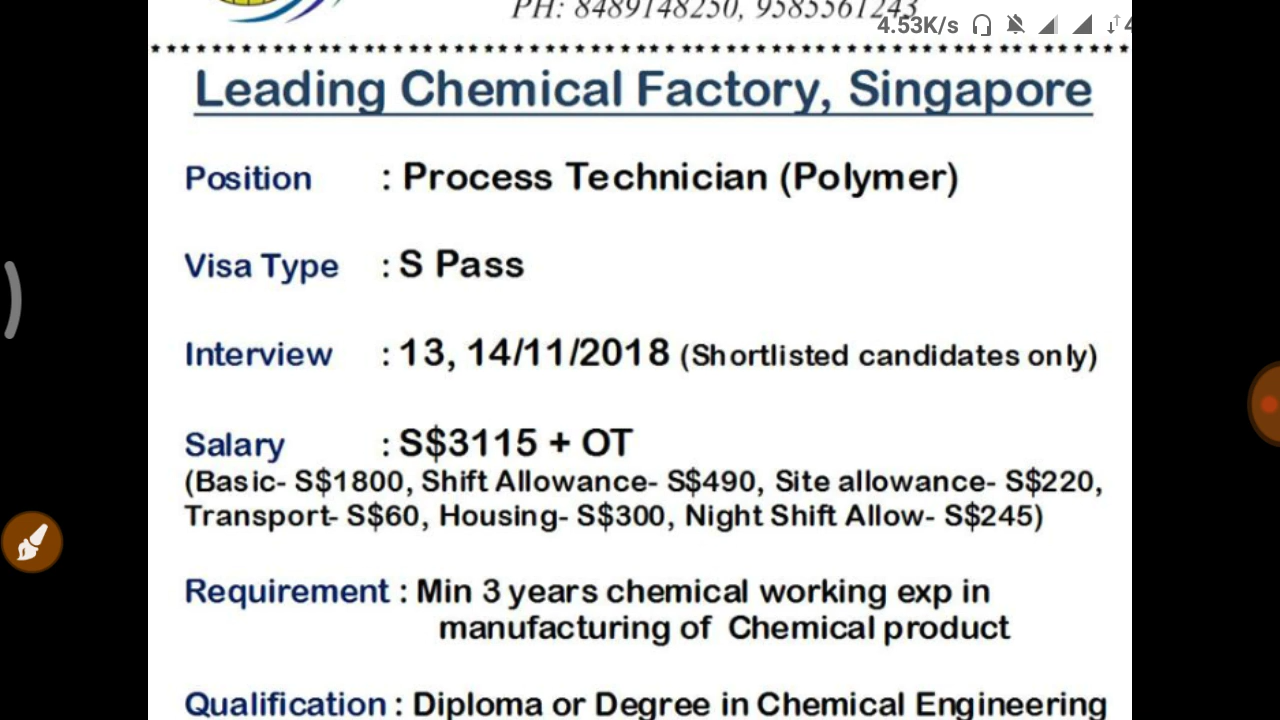 PH: 8489148250, 9585561243
4.53K/s
Leading Chemical Factory, Singapore
Position : Process Technician (Polymer)
Visa Type : S Pass
Interview : 13, 14/11/2018 (Shortlisted candidates only)
Salary : S$3115 + OT
(Basic- S$1800, Shift Allowance- S$490, Site allowance- S$220,
Transport- S$60, Housing- S$300, Night Shift Allow- S$245)
Requirement : Min 3 years chemical working exp in
manufacturing of Chemical product
Qualification : Diploma or Degree in Chemical Engineering